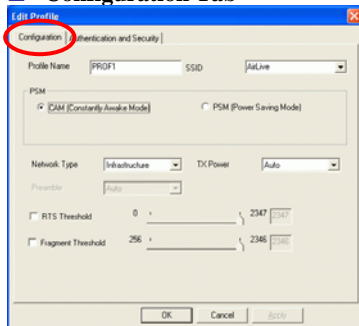 Configuration Tab
Edit Profile
Configuration Authentication and Security
Profile Name PROF1 SSID AirLive
PSM
CAM (Constantly Awake Mode) PSM (Power Saving Mode)
Network Type Infrastructure TX Power Auto
Preamble Auto
RTS Threshold 0 2347 2347
Fragment Threshold 256 2346 2346
OK Cancel Apply